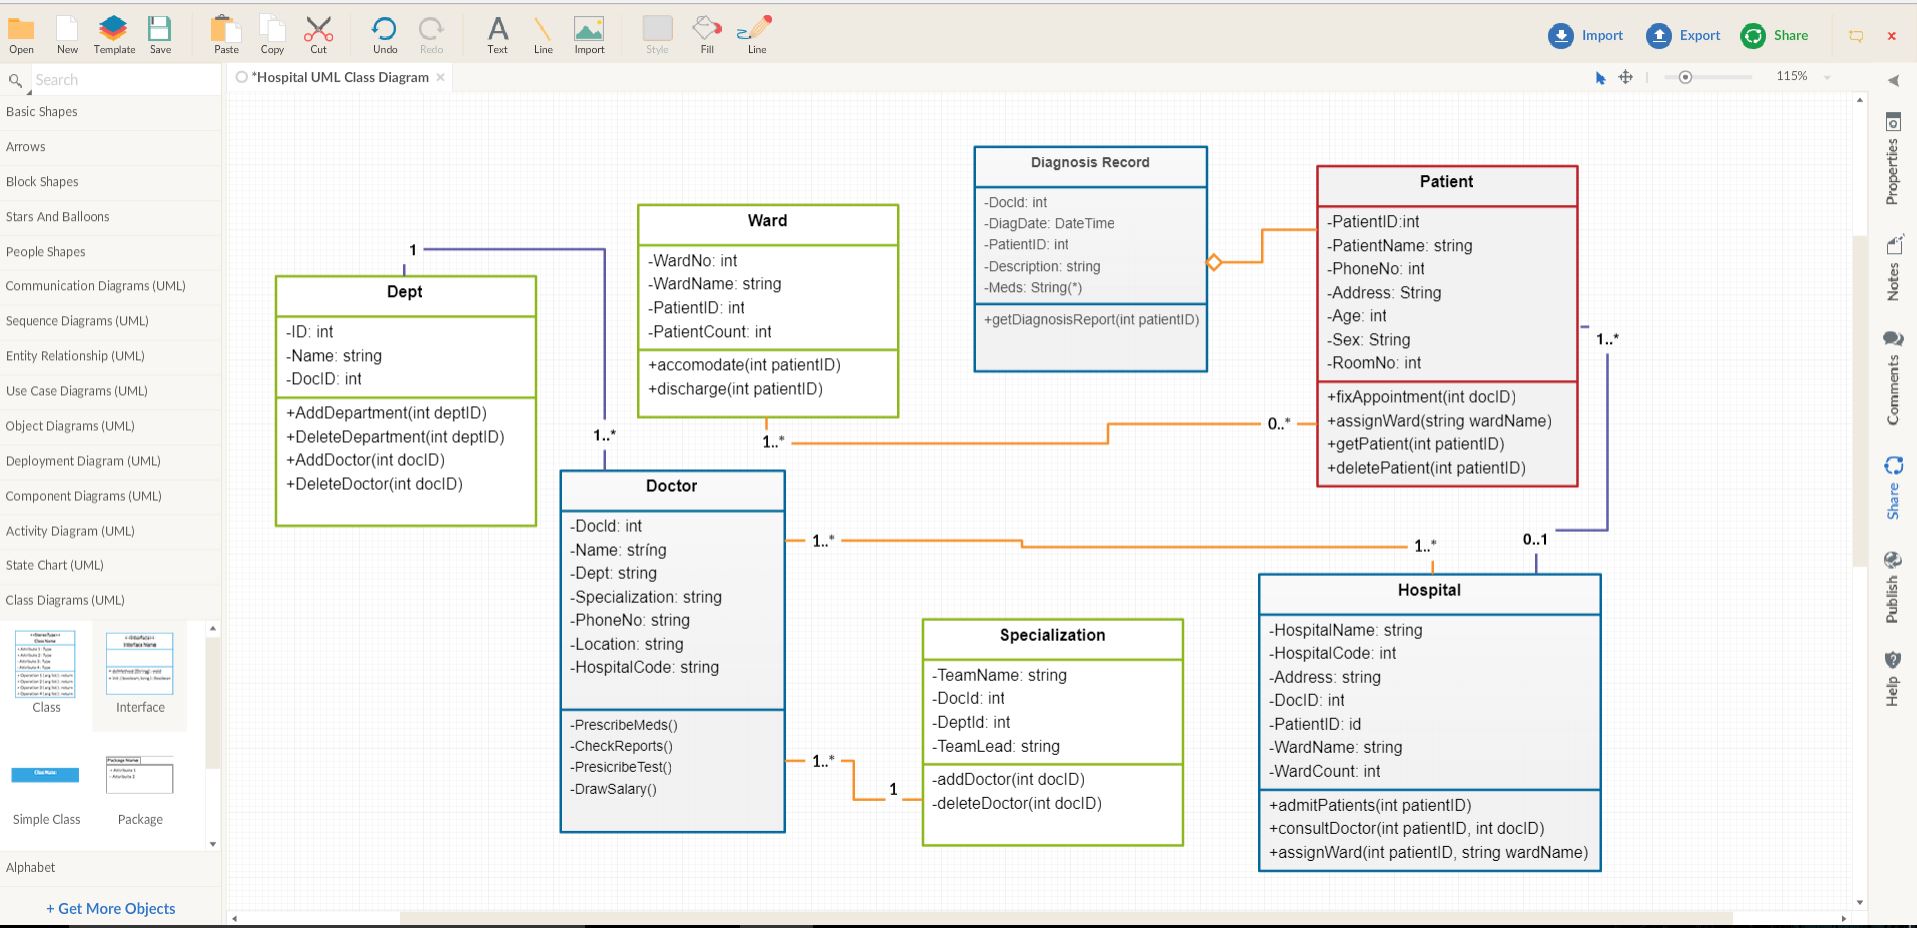 Open New Template Save Paste Copy Cut Undo Redo Text Line Import Style Fill Line
Import Export Share
Search
*Hospital UML Class Diagram
115%
Basic Shapes
Arrows
Block Shapes
Stars And Balloons
People Shapes
Communication Diagrams (UML)
Sequence Diagrams (UML)
Entity Relationship (UML)
Use Case Diagrams (UML)
Object Diagrams (UML)
Deployment Diagram (UML)
Component Diagrams (UML)
Activity Diagram (UML)
State Chart (UML)
Class Diagrams (UML)
Class
Interface
Package Name
Simple Class
Package
Alphabet
+ Get More Objects
1
Dept
-ID: int
-Name: string
-DocID: int
+AddDepartment(int deptID)
+DeleteDepartment(int deptID)
+AddDoctor(int docID)
+DeleteDoctor(int docID)
1..*
Ward
-WardNo: int
-WardName: string
-PatientID: int
-PatientCount: int
+accomodate(int patientID)
+discharge(int patientID)
1..*
0..*
Diagnosis Record
-DocId: int
-DiagDate: DateTime
-PatientID: int
-Description: string
-Meds: String(*)
+getDiagnosisReport(int patientID)
Patient
-PatientID:int
-PatientName: string
-PhoneNo: int
-Address: String
-Age: int
-Sex: String
-RoomNo: int
+fixAppointment(int docID)
+assignWard(string wardName)
+getPatient(int patientID)
+deletePatient(int patientID)
1..*
0..1
Doctor
-DocId: int
-Name: stríng
-Dept: string
-Specialization: string
-PhoneNo: string
-Location: string
-HospitalCode: string
-PrescribeMeds()
-CheckReports()
-PresicribeTest()
-DrawSalary()
1..*
1..*
1..*
1
Specialization
-TeamName: string
-DocId: int
-DeptId: int
-TeamLead: string
-addDoctor(int docID)
-deleteDoctor(int docID)
Hospital
-HospitalName: string
-HospitalCode: int
-Address: string
-DocID: int
-PatientID: id
-WardName: string
-WardCount: int
+admitPatients(int patientID)
+consultDoctor(int patientID, int docID)
+assignWard(int patientID, string wardName)
Properties
Notes
Comments
Share
Publish
Help